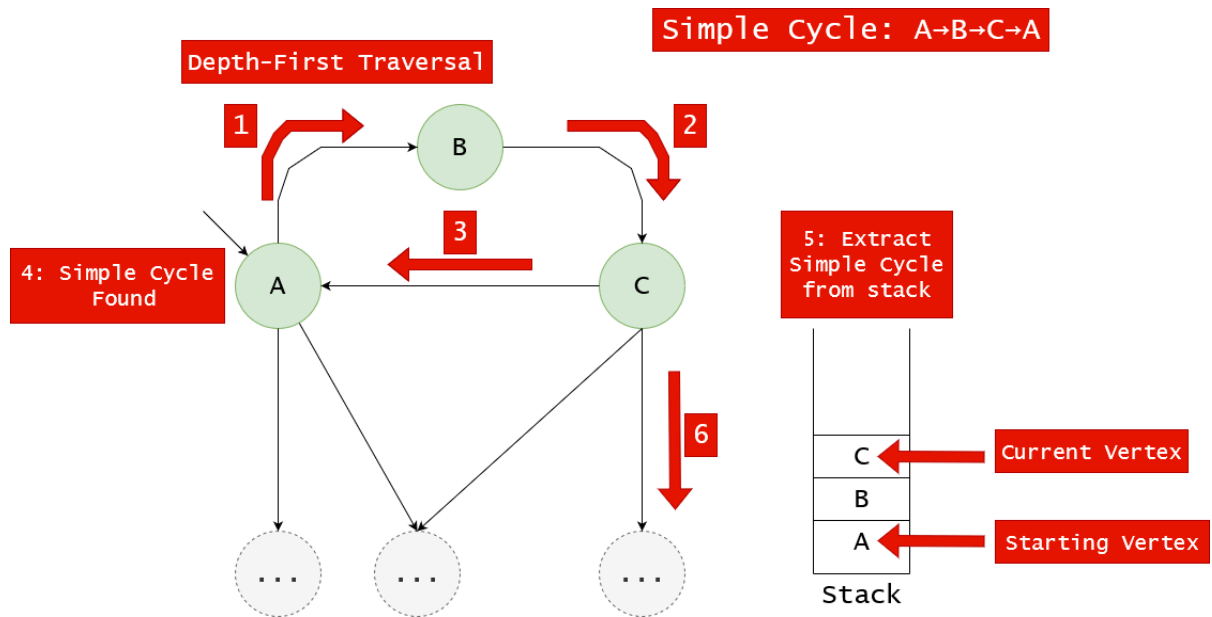 Simple Cycle: A→B→C→A
Depth-First Traversal
1
2
B
3
4: Simple Cycle
Found
A
C
5: Extract
Simple Cycle
from stack
6
C
Current Vertex
B
A
Starting Vertex
...
...
...
Stack